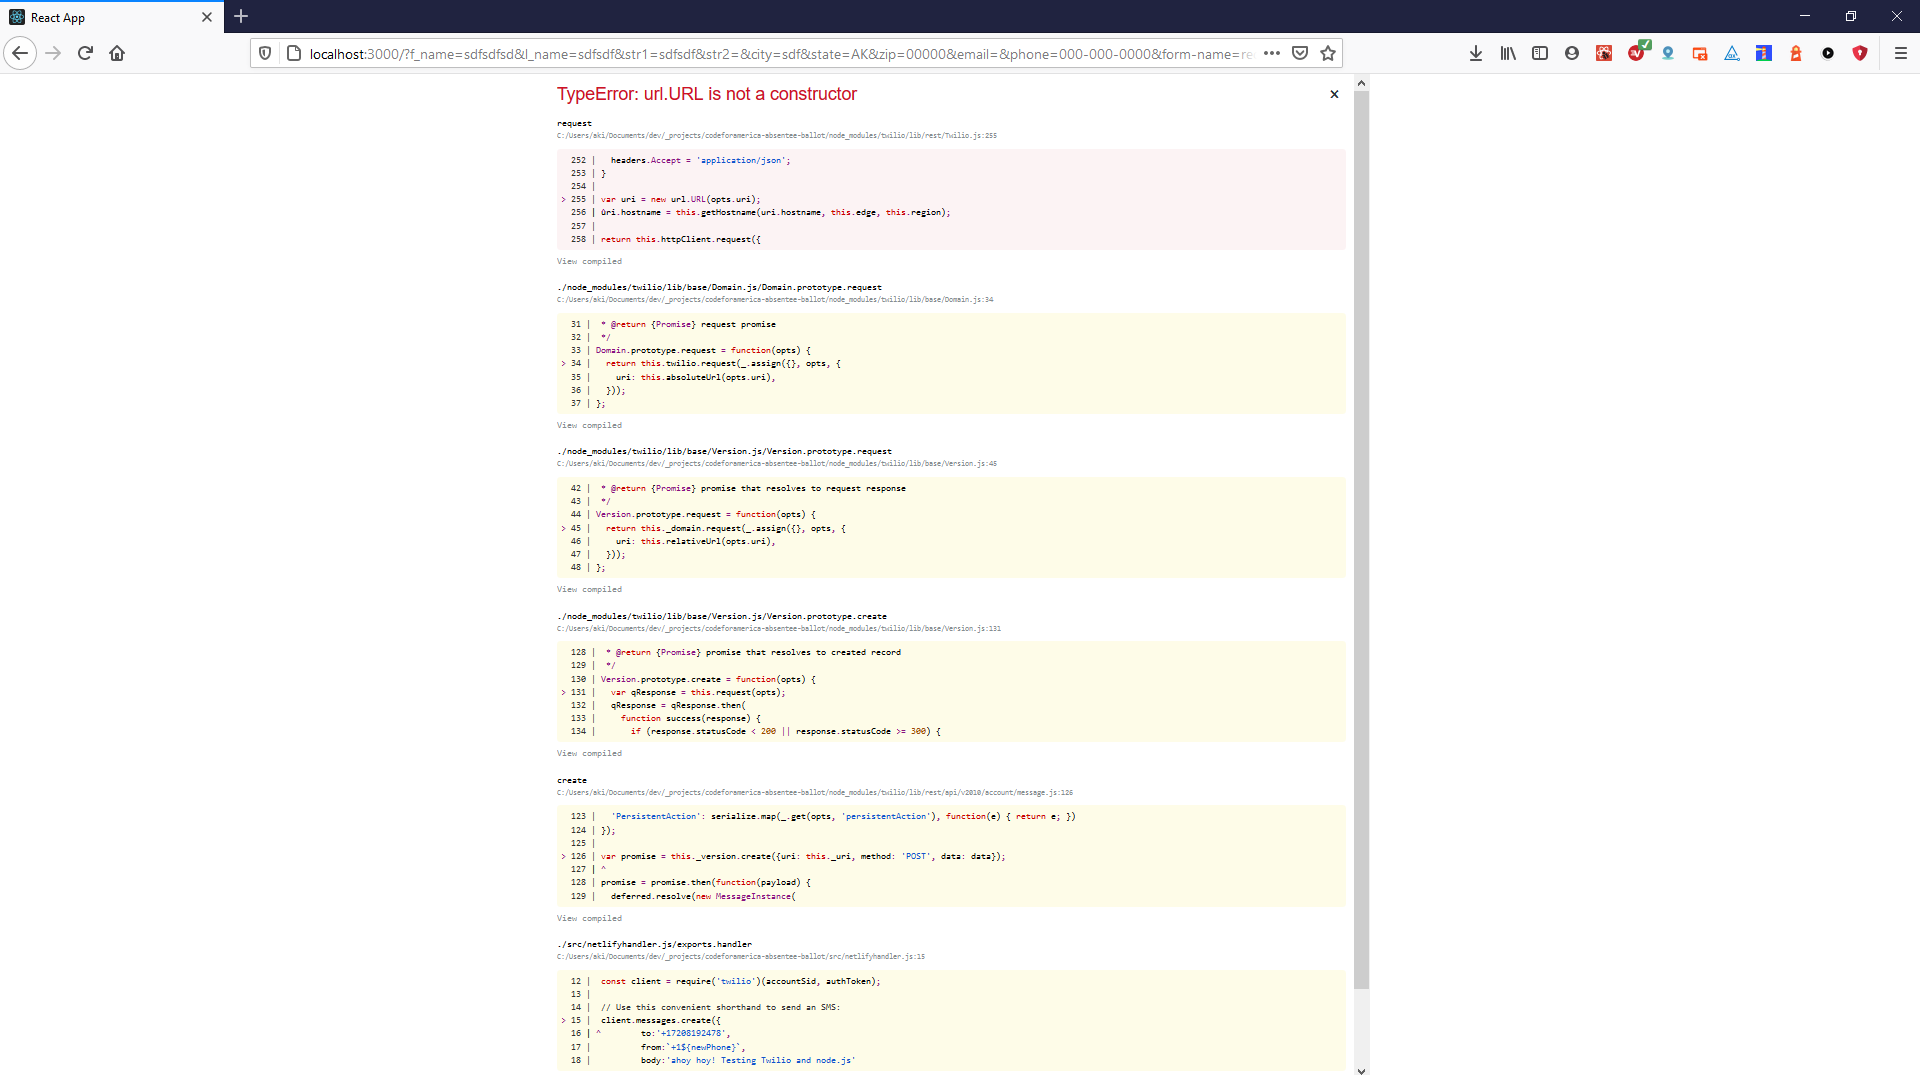 React App
localhost:3000/?f_name=sdfsdfsd&l_name=sdfsdf&str1=sdfsdf&str2=&city=sdf&state=AK&zip=00000&email=&phone=000-000-0000&form-name=re
TypeError: url.URL is not a constructor
request
C:/Users/aki/Documents/dev/_projects/codeforamerica-absentee-ballot/node_modules/twilio/lib/rest/Twilio.js:255
252 |   headers.Accept = 'application/json';
253 | }
254 |
> 255 | var uri = new url.URL(opts.uri);
256 | uri.hostname = this.getHostname(uri.hostname, this.edge, this.region);
257 |
258 | return this.httpClient.request({
View compiled
./node_modules/twilio/lib/base/Domain.js/Domain.prototype.request
C:/Users/aki/Documents/dev/_projects/codeforamerica-absentee-ballot/node_modules/twilio/lib/base/Domain.js:34
31 |  * @return {Promise} request promise
32 |  */
33 | Domain.prototype.request = function(opts) {
> 34 |   return this.twilio.request(_.assign({}, opts, {
35 |     uri: this.absoluteUrl(opts.uri),
36 |   }));
37 | };
View compiled
./node_modules/twilio/lib/base/Version.js/Version.prototype.request
C:/Users/aki/Documents/dev/_projects/codeforamerica-absentee-ballot/node_modules/twilio/lib/base/Version.js:45
42 |  * @return {Promise} promise that resolves to request response
43 |  */
44 | Version.prototype.request = function(opts) {
> 45 |   return this._domain.request(_.assign({}, opts, {
46 |     uri: this.relativeUrl(opts.uri),
47 |   }));
48 | };
View compiled
./node_modules/twilio/lib/base/Version.js/Version.prototype.create
C:/Users/aki/Documents/dev/_projects/codeforamerica-absentee-ballot/node_modules/twilio/lib/base/Version.js:131
128 |  * @return {Promise} promise that resolves to created record
129 |  */
130 | Version.prototype.create = function(opts) {
> 131 |   var qResponse = this.request(opts);
132 |   qResponse = qResponse.then(
133 |     function success(response) {
134 |       if (response.statusCode < 200 || response.statusCode >= 300) {
View compiled
create
C:/Users/aki/Documents/dev/_projects/codeforamerica-absentee-ballot/node_modules/twilio/lib/rest/api/v2010/account/message.js:126
123 |   'PersistentAction': serialize.map(_.get(opts, 'persistentAction'), function(e) { return e; })
124 | });
125 |
> 126 | var promise = this._version.create({uri: this._uri, method: 'POST', data: data});
127 | ^
128 | promise = promise.then(function(payload) {
129 |   deferred.resolve(new MessageInstance(
View compiled
./src/netlifyhandler.js/exports.handler
C:/Users/aki/Documents/dev/_projects/codeforamerica-absentee-ballot/src/netlifyhandler.js:15
12 |  const client = require('twilio')(accountSid, authToken);
13 |
14 |  // Use this convenient shorthand to send an SMS:
> 15 |  client.messages.create({
16 | ^       to:'+17208192478',
17 |         from:`+1${newPhone}`,
18 |         body:'ahoy hoy! Testing Twilio and node.js'